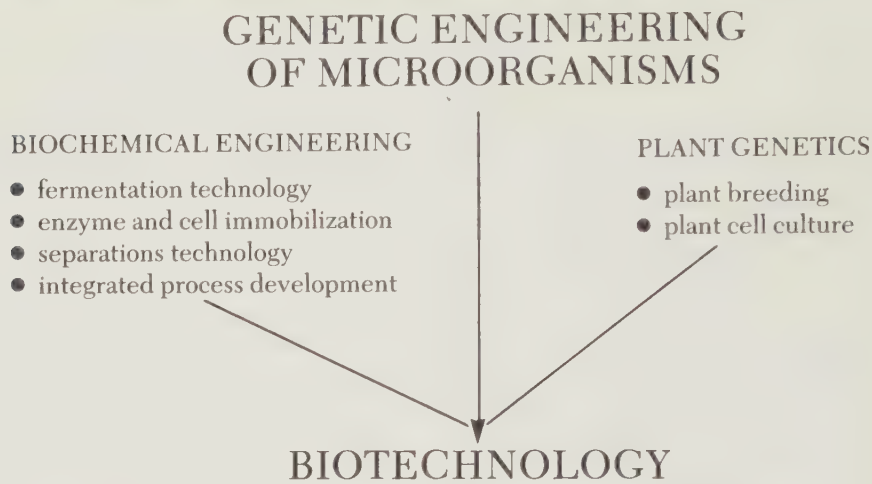 GENETIC ENGINEERING
OF MICROORGANISMS
BIOCHEMICAL ENGINEERING
● fermentation technology
● enzyme and cell immobilization
● separations technology
● integrated process development
PLANT GENETICS
● plant breeding
● plant cell culture
BIOTECHNOLOGY